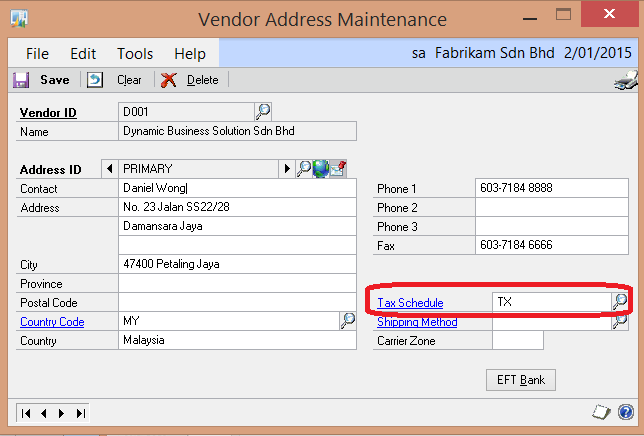 Vendor Address Maintenance
File Edit Tools Help sa Fabrikam Sdn Bhd 2/01/2015
Save Clear Delete
Vendor ID D001
Name Dynamic Business Solution Sdn Bhd
Address ID PRIMARY
Contact Daniel Wong Phone 1 603-7184 8888
Address No. 23 Jalan SS22/28 Phone 2
Damansara Jaya Phone 3
Fax 603-7184 6666
City 47400 Petaling Jaya
Province
Postal Code Tax Schedule TX
Country Code MY Shipping Method
Country Malaysia Carrier Zone
EFT Bank